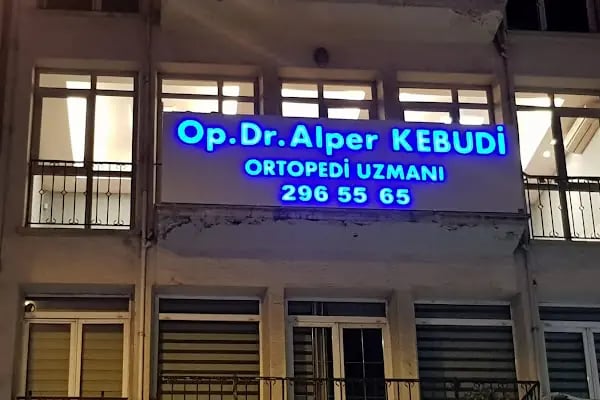 Op.Dr.Alper KEBUDİ
ORTOPEDİ UZMANI
296 55 65